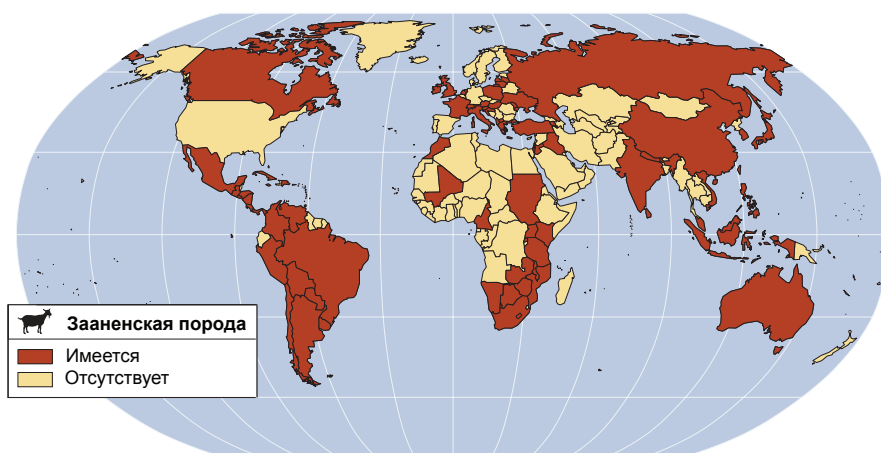 Зааненская порода
Имеется
Отсутствует